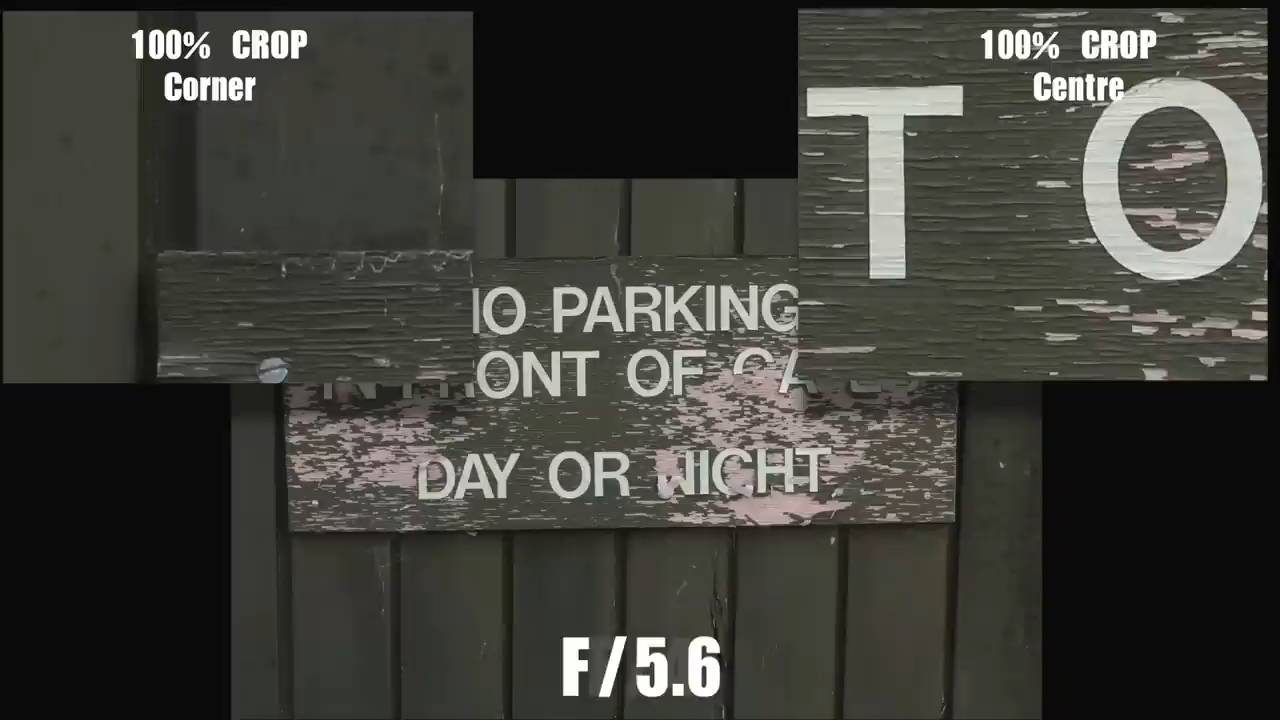 100% CROP
Corner
100% CROP
Centre
T O
IO PARKING
ONT OF
DAY OR NIGHT
F/5.6